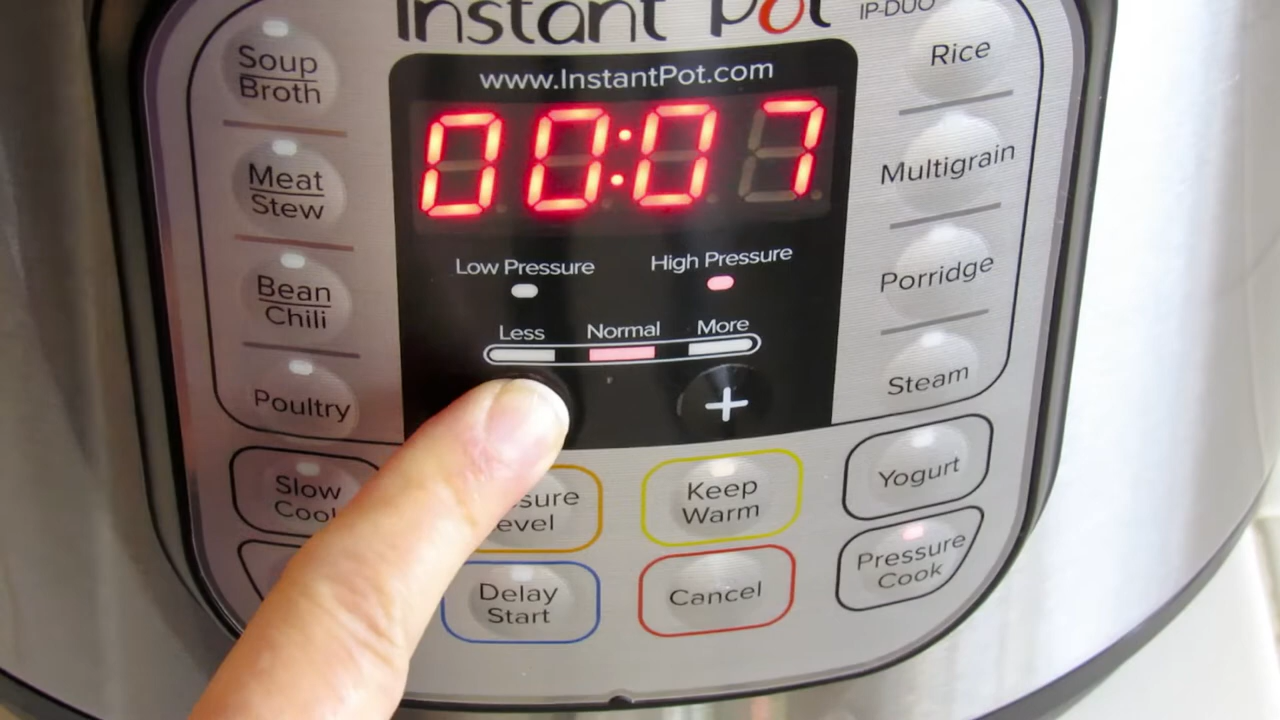 Instant Pot
IP-DUO
www.InstantPot.com
00:07
Low Pressure
High Pressure
Less
Normal
More
+
Soup
Broth
Meat
Stew
Bean
Chili
Poultry
Slow
Rice
Multigrain
Porridge
Steam
Yogurt
Keep
Warm
Delay
Start
Cancel
Pressure
Cook